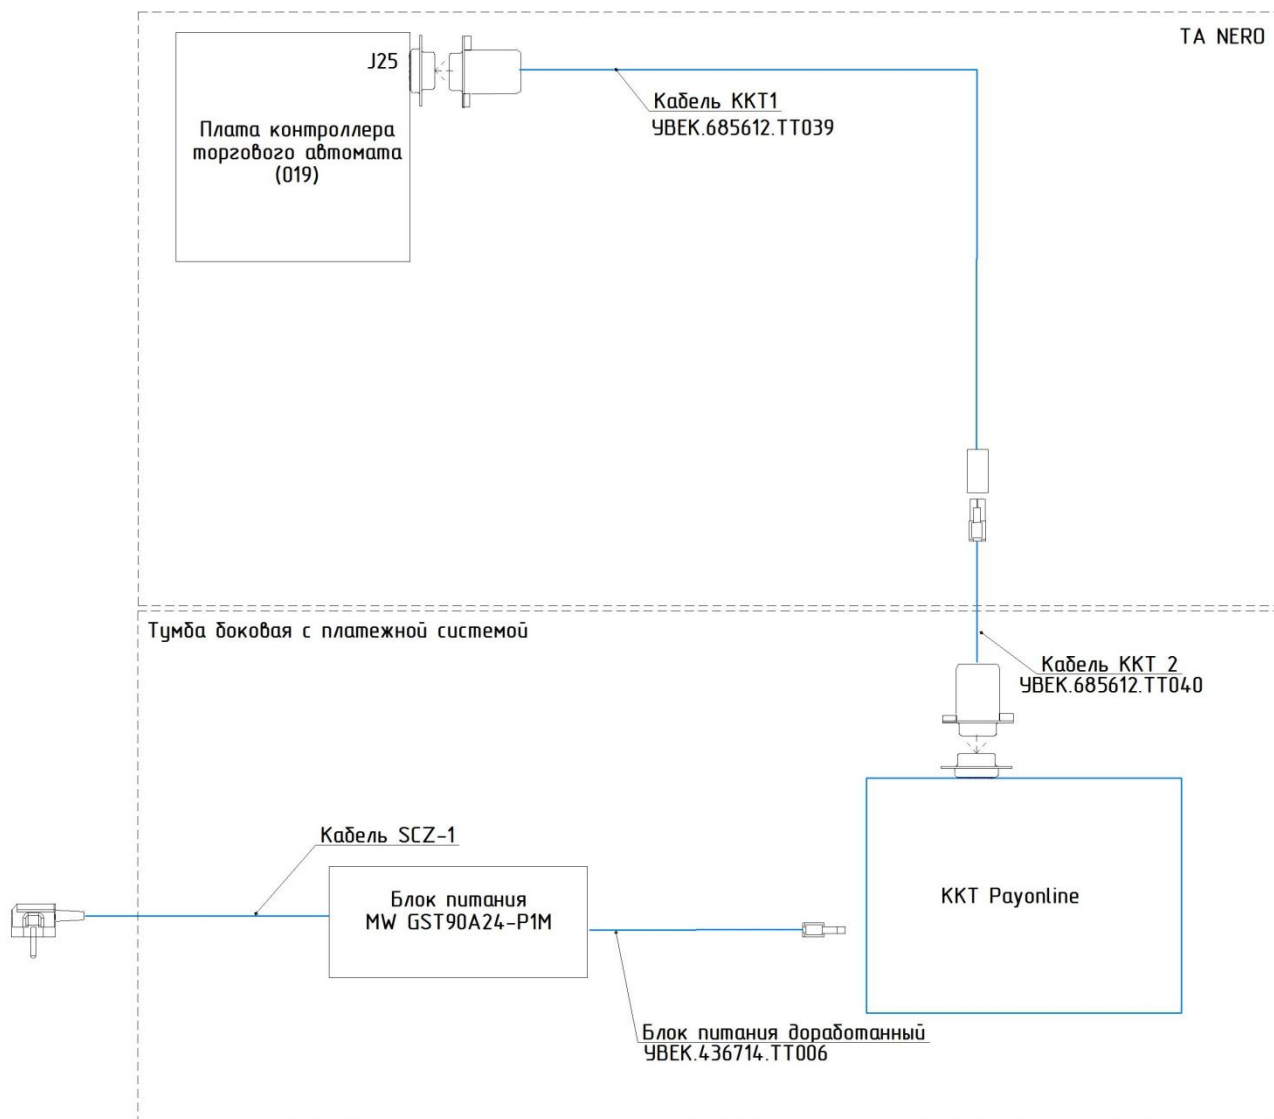 TA NERO
J25
Плата контроллера
торгового автомата
(019)
Кабель ККТ1
УВЕК.685612.ТТ039
Тумба боковая с платежной системой
Кабель ККТ 2
УВЕК.685612.ТТ040
Кабель SCZ-1
Блок питания
MW GST90A24-P1M
ККТ Payonline
Блок питания доработанный
УВЕК.436714.ТТ006